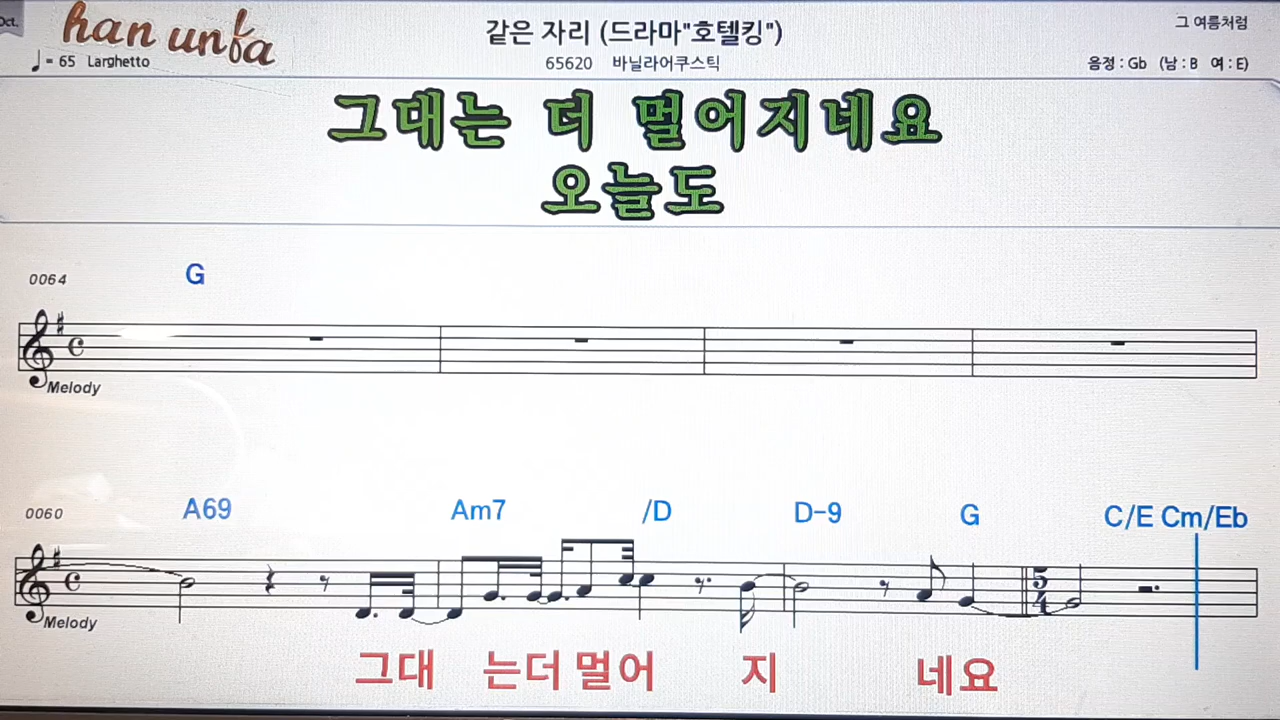 Oct.
han unfa
♩= 65 Larghetto
같은 자리 (드라마"호텔킹")
65620 바닐라어쿠스틱
그 여름처럼
음정 : Gb (남 : B 여 : E)
그대는 더 멀어지네요
오늘도
0064 G
C
Melody
0060 A69 Am7 /D D-9 G C/E Cm/Eb
C 5/4
Melody
그대 는더 멀어 지 네요